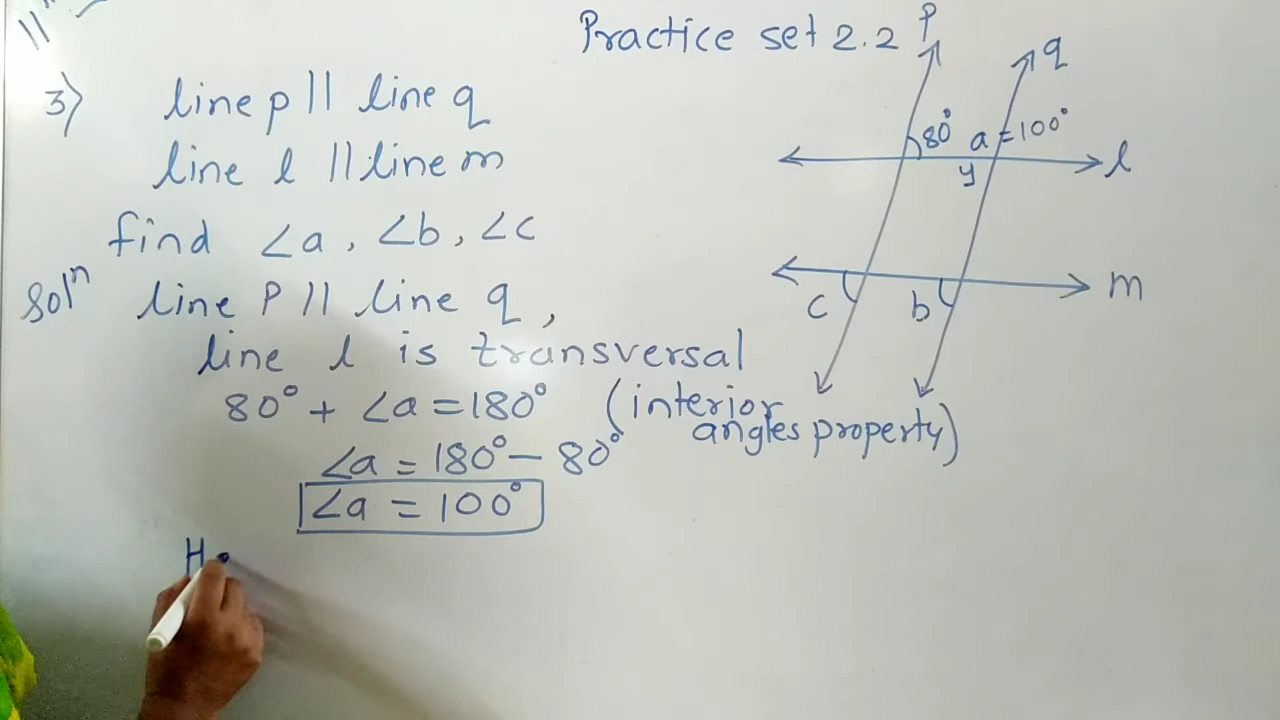 Practice set 2.2
3) line p || line q
line l || line m
find ∠a, ∠b, ∠c
Solⁿ line P || line q,
line l is transversal
80° + ∠a = 180° (interior
angles property)
∠a = 180° - 80°
∠a = 100°
H
P
q
80° a = 100°
y
l
m
c
b